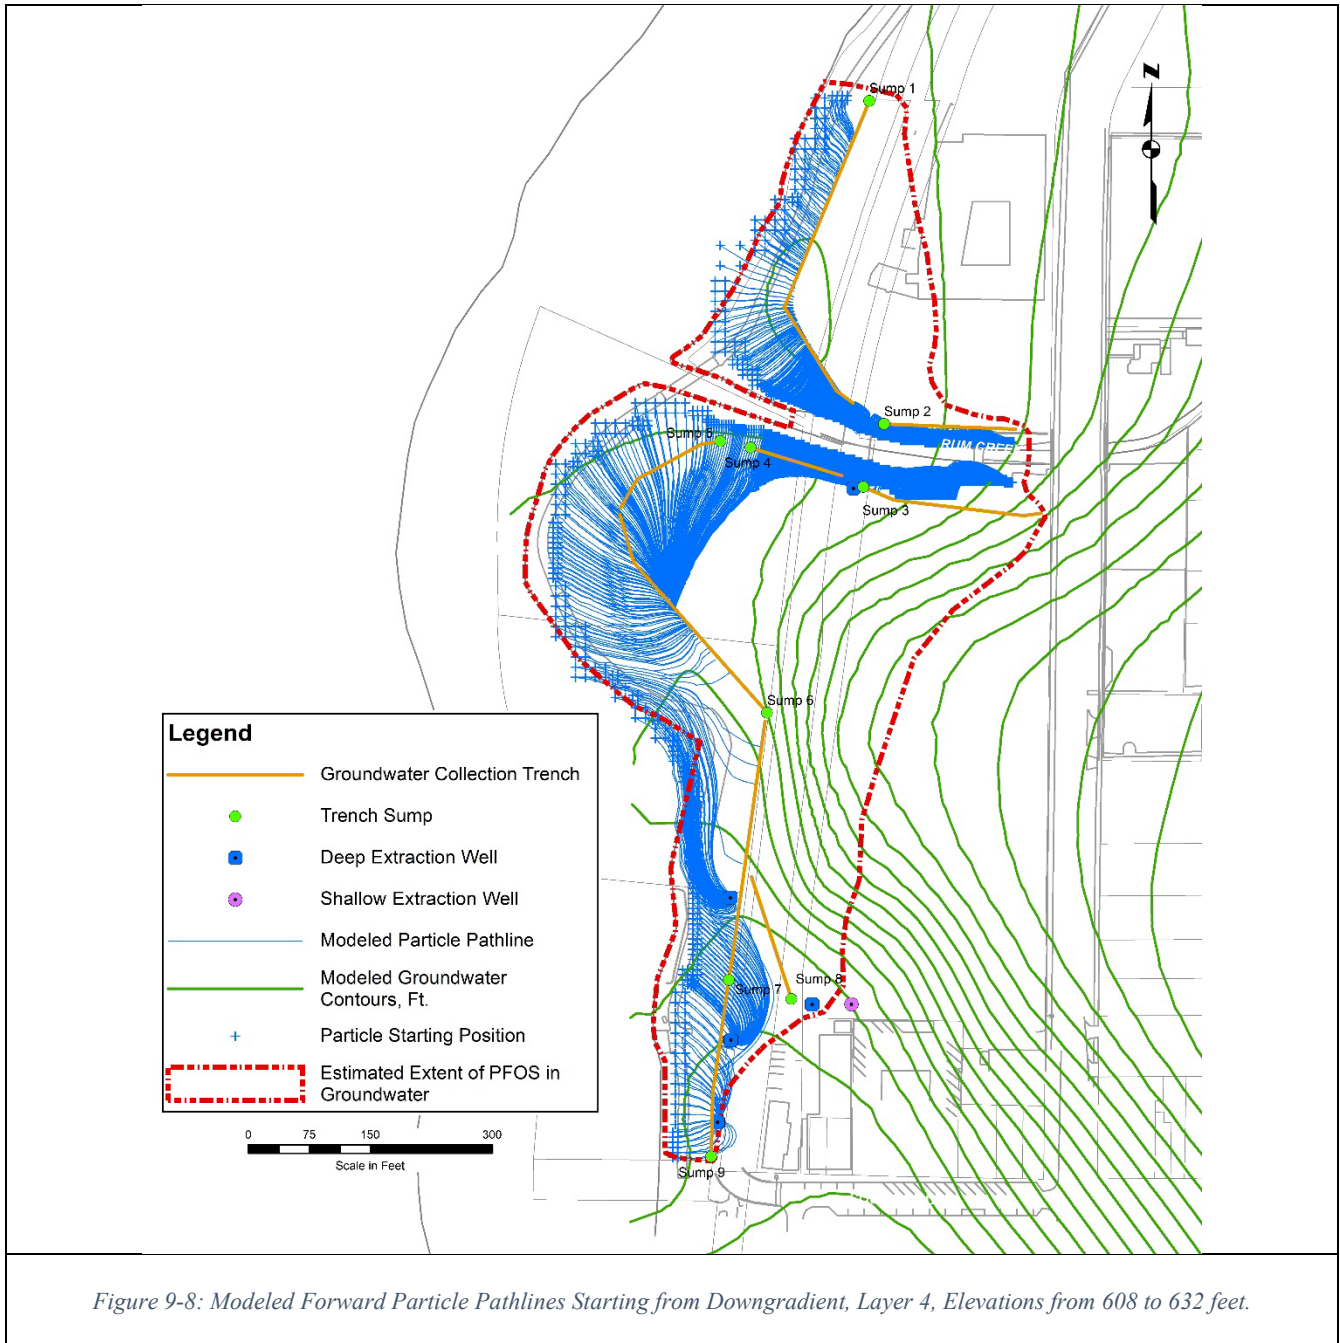 Sump 1
N
Sump 2
RUM CREE
Sump 5
Sump 4
Sump 3
Sump 6
Legend
Groundwater Collection Trench
Trench Sump
Deep Extraction Well
Shallow Extraction Well
Modeled Particle Pathline
Modeled Groundwater
Contours, Ft.
Particle Starting Position
Estimated Extent of PFOS in
Groundwater
Sump 8
Sump 7
0 75 150 300
Scale in Feet
Sump 9
Figure 9-8: Modeled Forward Particle Pathlines Starting from Downgradient, Layer 4, Elevations from 608 to 632 feet.